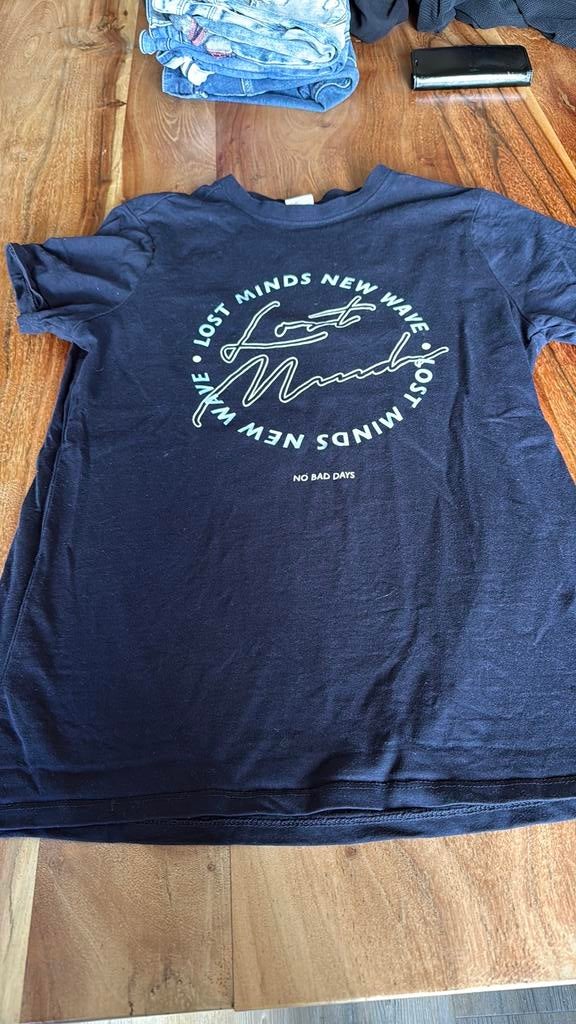 LOST MINDS NEW WAVE • LOST MINDS NEW WAVE •
Lost
Minds
NO BAD DAYS